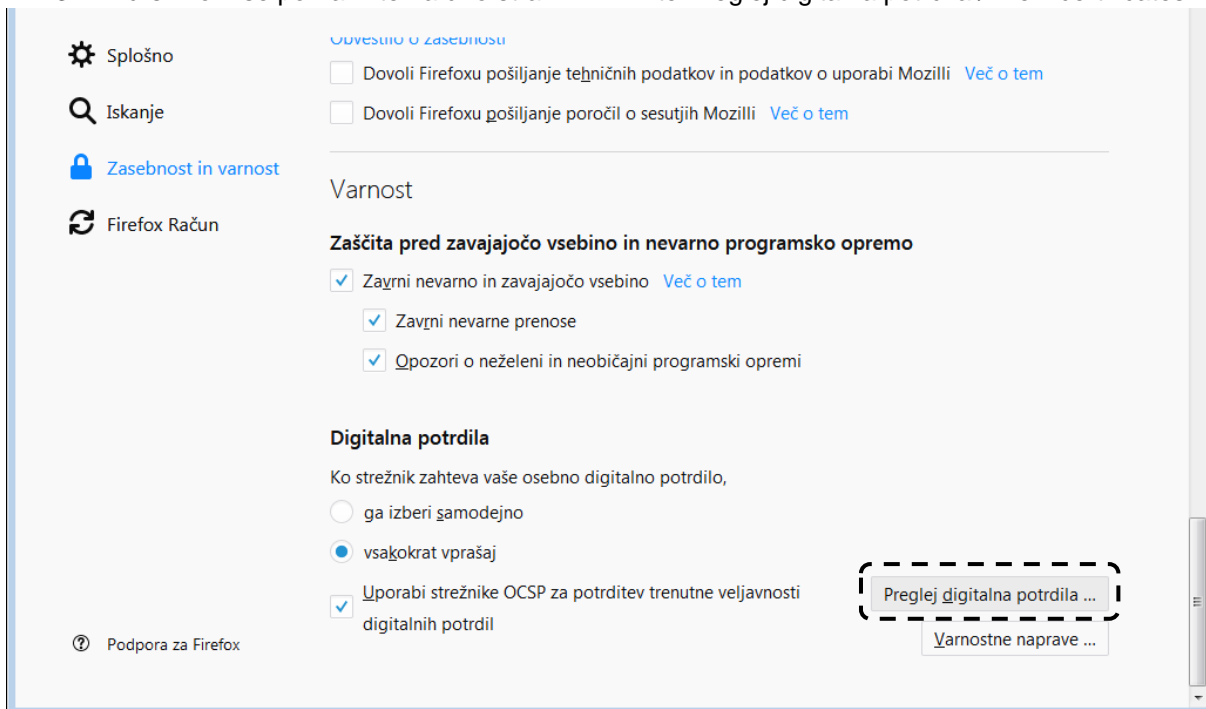 Splošno
Iskanje
Zasebnost in varnost
Firefox Račun
Podpora za Firefox
Obvestilo o zasebnosti
Dovoli Firefoxu pošiljanje tehničnih podatkov in podatkov o uporabi Mozilli Več o tem
Dovoli Firefoxu pošiljanje poročil o sesutjih Mozilli Več o tem
Varnost
Zaščita pred zavajajočo vsebino in nevarno programsko opremo
Zavrni nevarno in zavajajočo vsebino Več o tem
Zavrni nevarne prenose
Opozori o neželeni in neobičajni programski opremi
Digitalna potrdila
Ko strežnik zahteva vaše osebno digitalno potrdilo,
ga izberi samodejno
vsakokrat vprašaj
Uporabi strežnike OCSP za potrditev trenutne veljavnosti
digitalnih potrdil
Preglej digitalna potrdila ...
Varnostne naprave ...